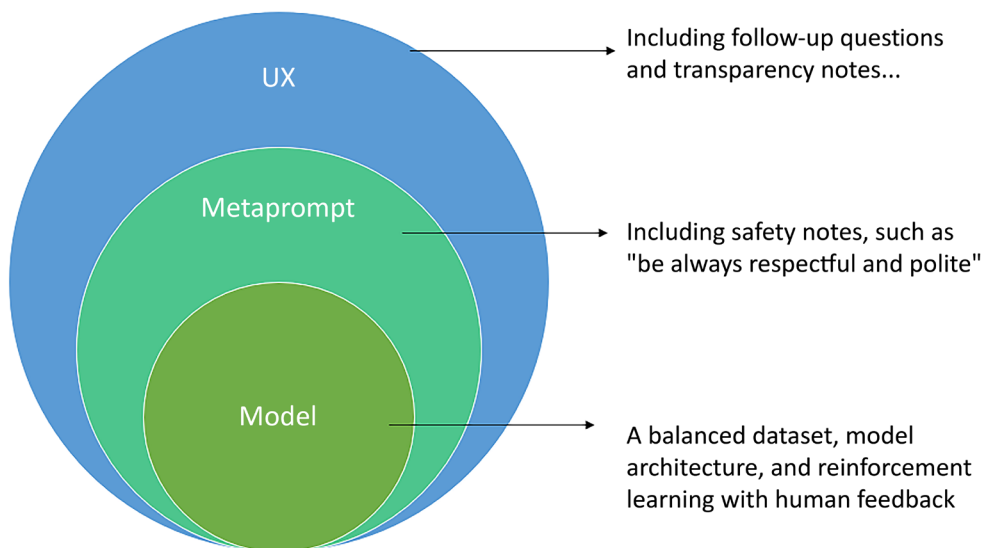 UX
Including follow-up questions
and transparency notes...
Metaprompt
Including safety notes, such as
"be always respectful and polite"
Model
A balanced dataset, model
architecture, and reinforcement
learning with human feedback